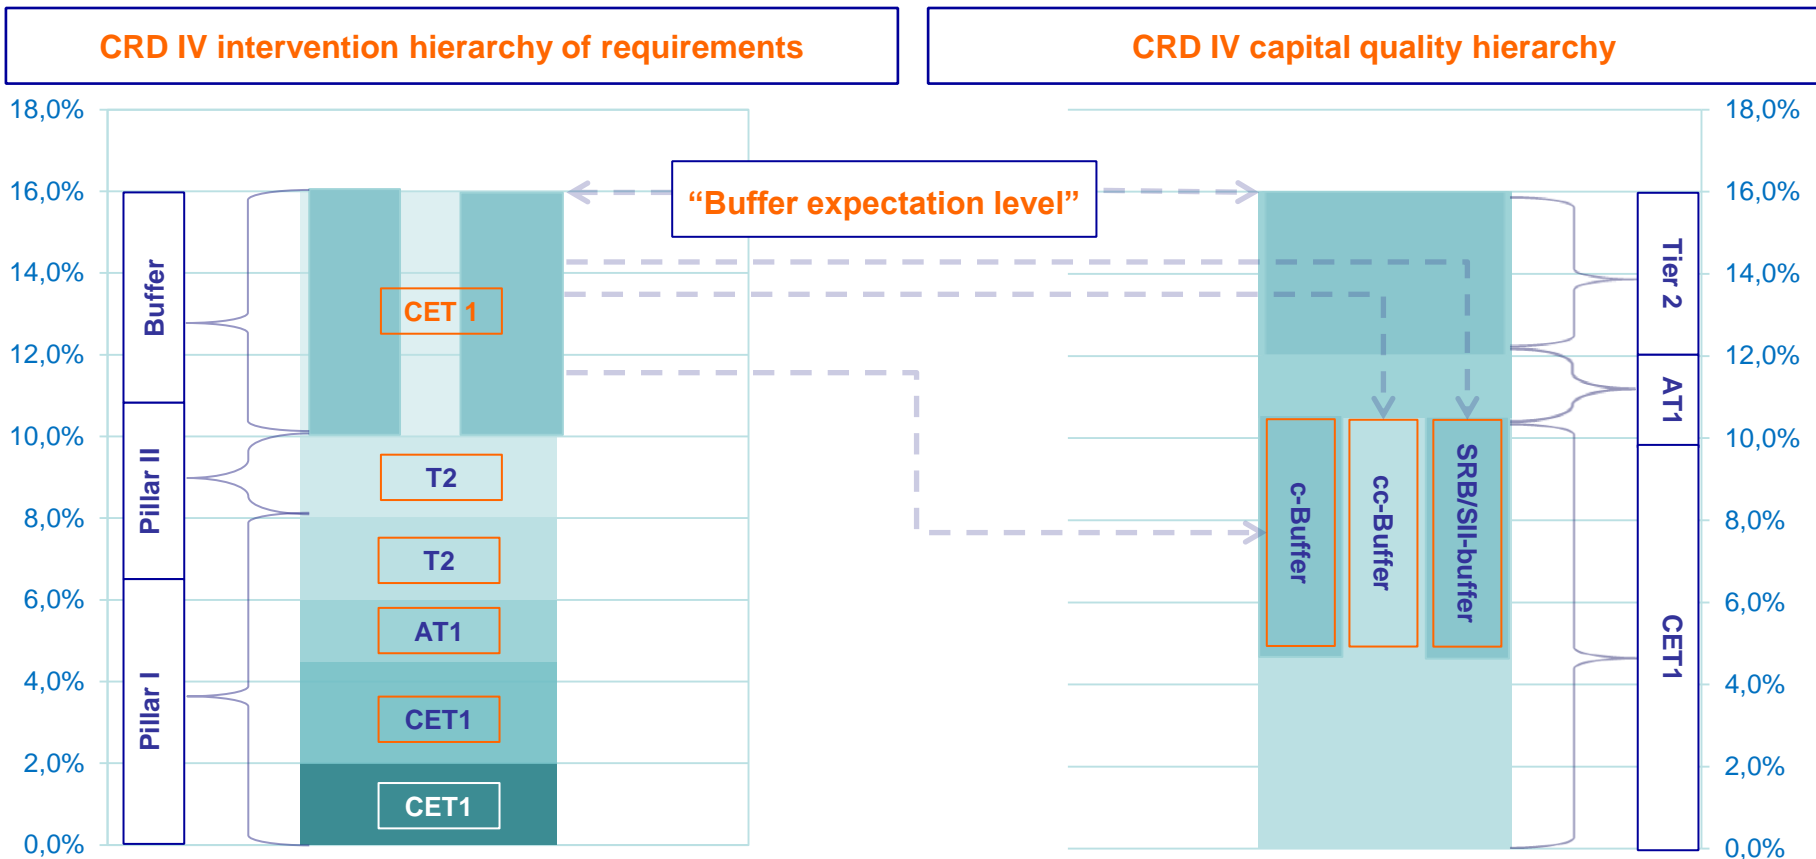 CRD IV intervention hierarchy of requirements
CRD IV capital quality hierarchy
18,0%
16,0%
14,0%
12,0%
10,0%
8,0%
6,0%
4,0%
2,0%
0,0%
Buffer
Pillar II
Pillar I
CET 1
T2
T2
AT1
CET1
CET1
“Buffer expectation level”
c-Buffer
cc-Buffer
SRB/SII-buffer
Tier 2
AT1
CET1
18,0%
16,0%
14,0%
12,0%
10,0%
8,0%
6,0%
4,0%
2,0%
0,0%